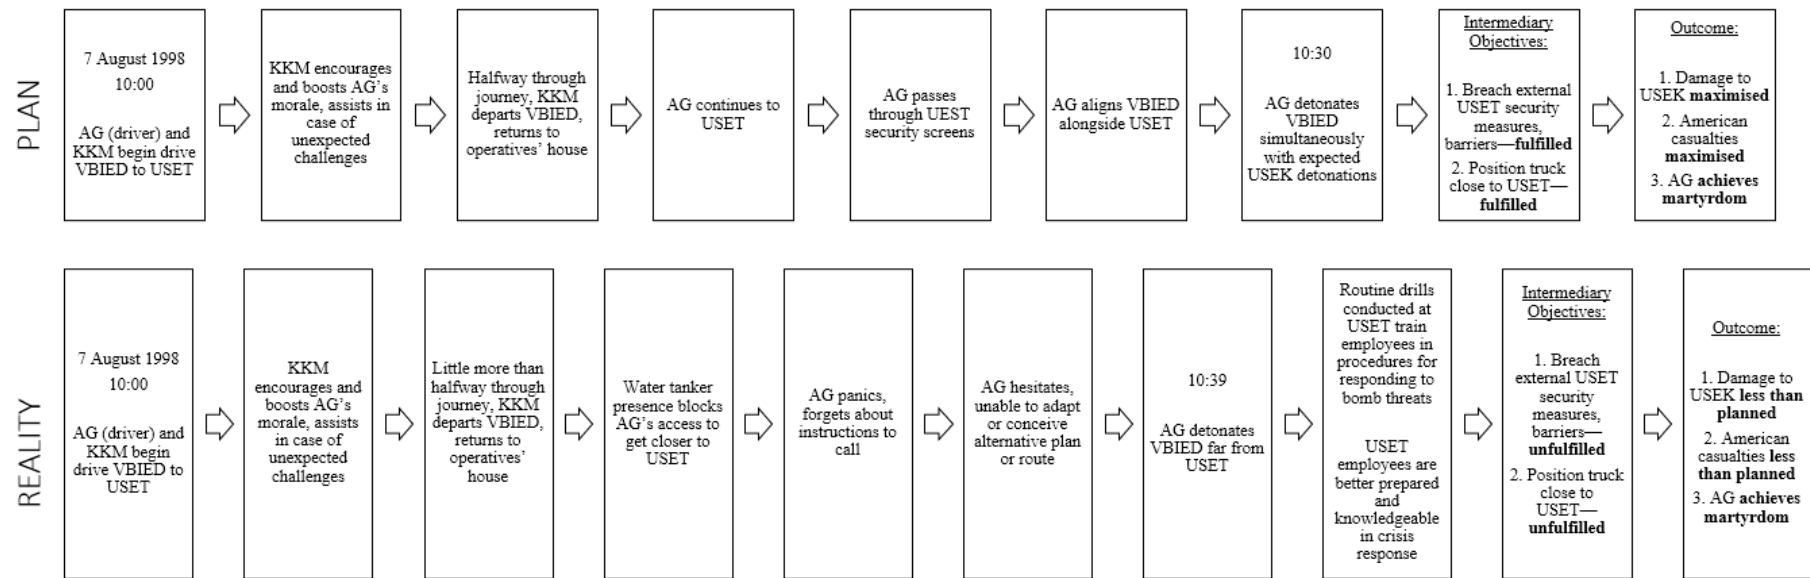 PLAN
7 August 1998
10:00
AG (driver) and
KKM begin drive
VBIED to USET
KKM encourages
and boosts AG's
morale, assists in
case of
unexpected
challenges
Halfway through
journey, KKM
departs VBIED,
returns to
operatives' house
AG continues to
USET
AG passes
through UEST
security screens
AG aligns VBIED
alongside USET
10:30
AG detonates
VBIED
simultaneously
with expected
USEK detonations
Intermediary
Objectives:
1. Breach external
USET security
measures,
barriers—fulfilled
2. Position truck
close to USET—
fulfilled
Outcome:
1. Damage to
USEK maximised
2. American
casualties
maximised
3. AG achieves
martyrdom
REALITY
7 August 1998
10:00
AG (driver) and
KKM begin
drive VBIED to
USET
KKM
encourages and
boosts AG's
morale, assists
in case of
unexpected
challenges
Little more than
halfway through
journey, KKM
departs VBIED,
returns to
operatives'
house
Water tanker
presence blocks
AG's access to
get closer to
USET
AG panics,
forgets about
instructions to
call
AG hesitates,
unable to adapt
or conceive
alternative plan
or route
10:39
AG detonates
VBIED far from
USET
Routine drills
conducted at
USET train
employees in
procedures for
responding to
bomb threats
USET
employees are
better prepared
and
knowledgeable
in crisis
response
Intermediary
Objectives:
1. Breach
external USET
security
measures,
barriers—
unfulfilled
2. Position truck
close to
USET—
unfulfilled
Outcome:
1. Damage to
USEK less than
planned
2. American
casualties less
than planned
3. AG achieves
martyrdom